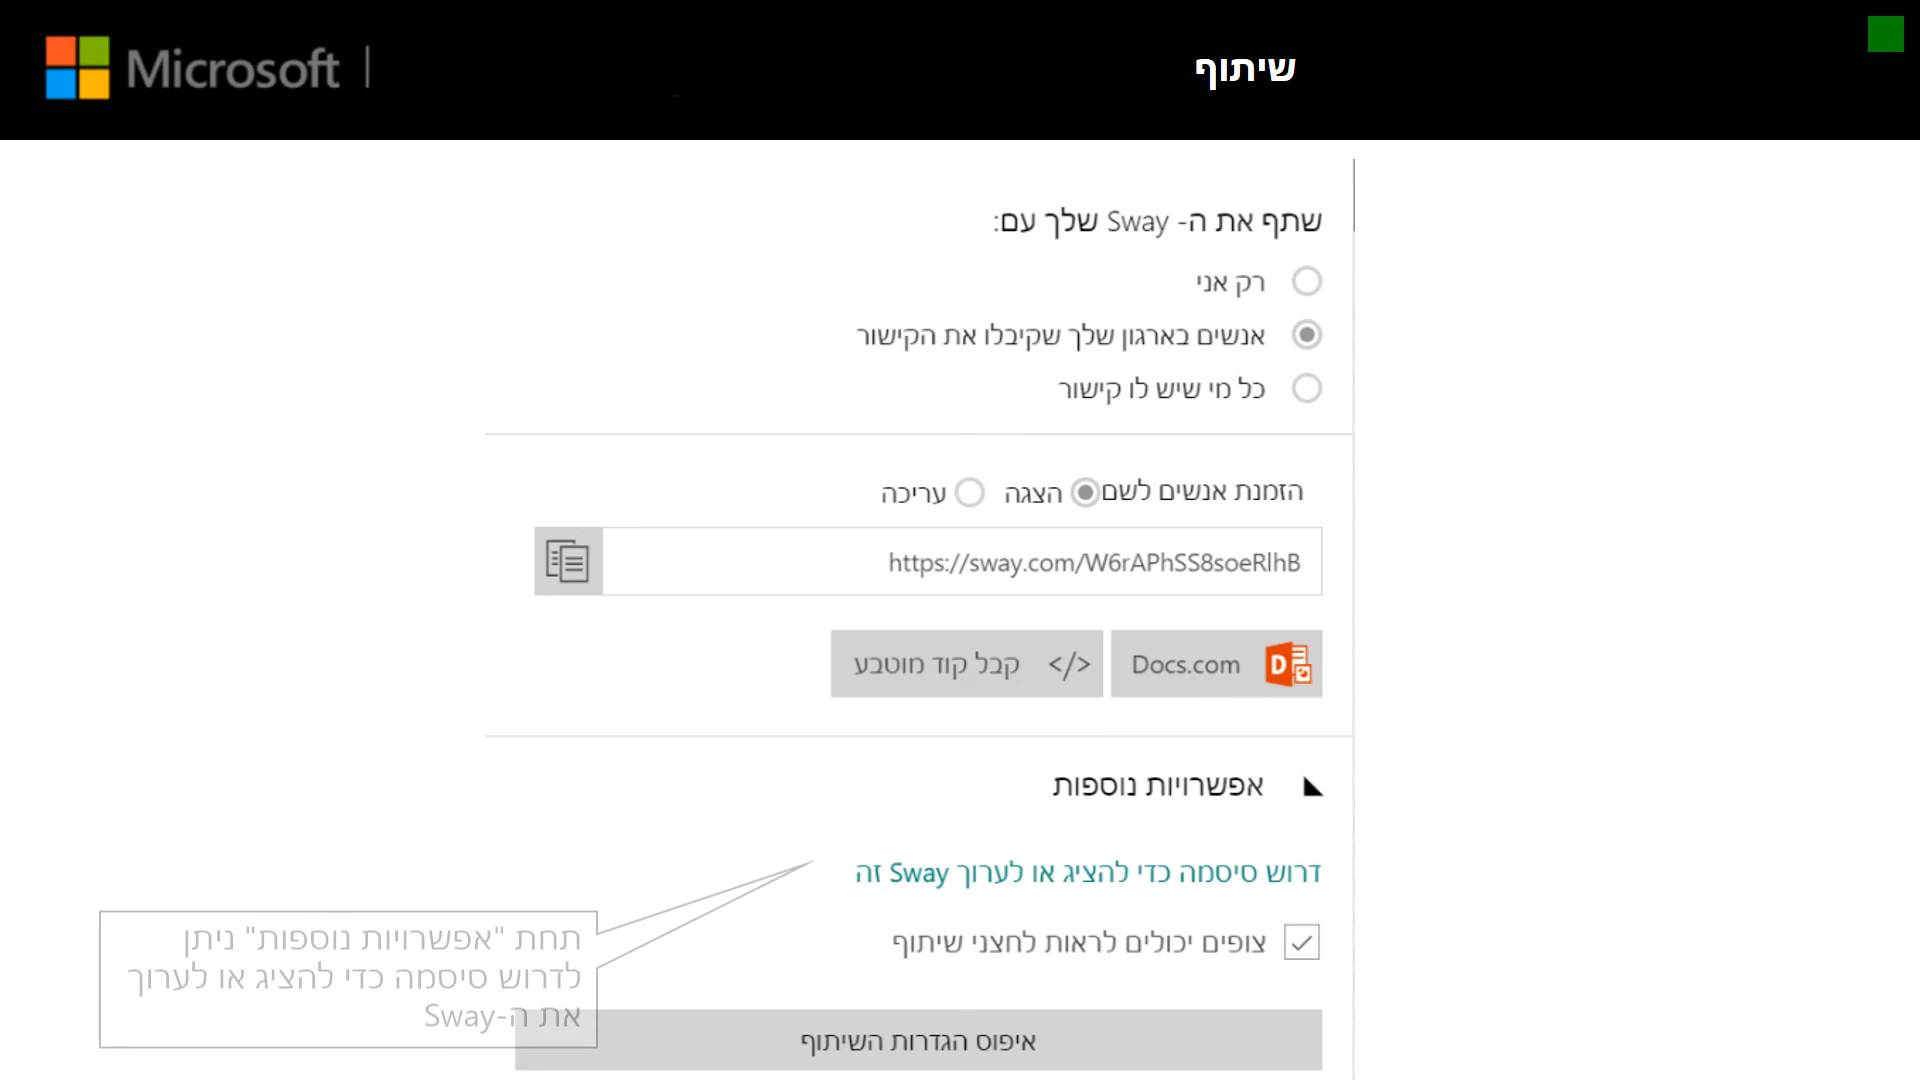 Microsoft
שיתוף
שתף את ה- Sway שלך עם:
רק אני
אנשים בארגון שלך שקיבלו את הקישור
כל מי שיש לו קישור
הזמנת אנשים לשם הצגה עריכה
https://sway.com/W6rAPhSS8soeRlhB
Docs.com
</> קבל קוד מוטבע
אפשרויות נוספות
דרוש סיסמה כדי להציג או לערוך Sway זה
צופים יכולים לראות לחצני שיתוף
תחת "אפשרויות נוספות" ניתן
לדרוש סיסמה כדי להציג או לערוך
את ה-Sway
איפוס הגדרות השיתוף